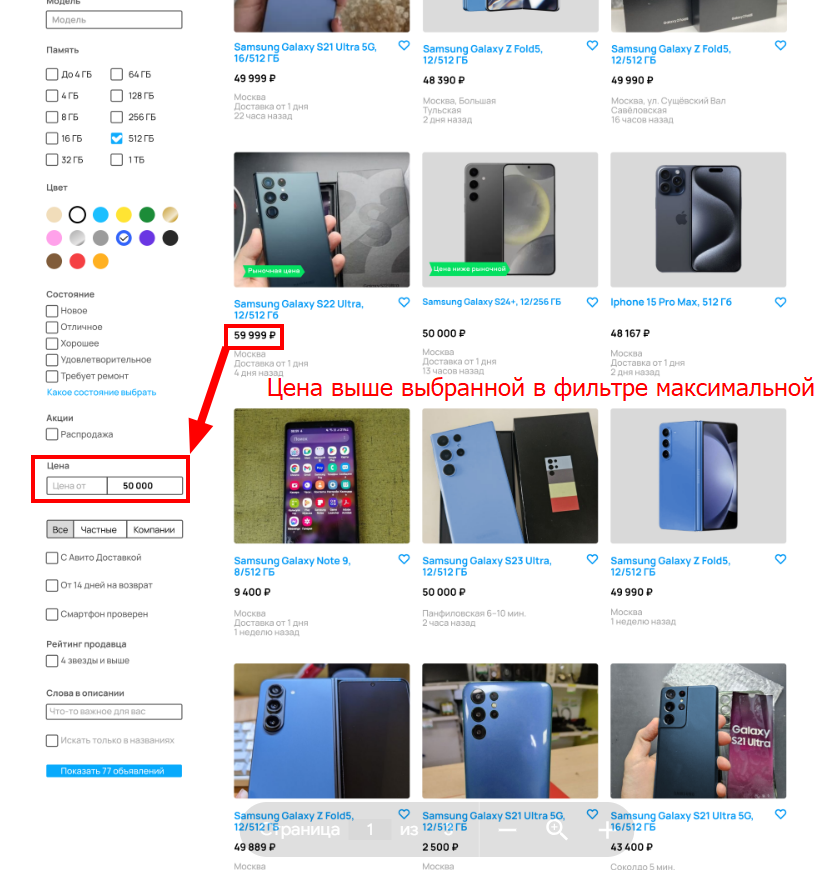 Модель
Модель
Память
До 4 ГБ
64 ГБ
4 ГБ
128 ГБ
8 ГБ
256 ГБ
16 ГБ
512 ГБ
32 ГБ
1 ТБ
Цвет
Состояние
Новое
Отличное
Хорошее
Удовлетворительное
Требует ремонт
Какое состояние выбрать
Акции
Распродажа
Цена
Цена от
50 000
Все
Частные
Компании
С Авито Доставкой
От 14 дней на возврат
Смартфон проверен
Рейтинг продавца
4 звезды и выше
Слова в описании
Что-то важное для вас
Искать только в названиях
Показать 77 обьявлений
Samsung Galaxy S21 Ultra 5G,
16/512 ГБ
49 999 ₽
Москва
Доставка от 1 дня
22 часа назад
Samsung Galaxy Z Fold5,
12/512 ГБ
48 390 ₽
Москва, Большая
Тульская
2 дня назад
Samsung Galaxy Z Fold5,
12/512 ГБ
49 990 ₽
Москва, ул. Сущёвский Вал
Савёловская
16 часов назад
Рыночная цена
Samsung Galaxy S22 Ultra,
12/512 Гб
59 999 ₽
Москва
Доставка от 1 дня
4 дня назад
Цена ниже рыночной
Samsung Galaxy S24+, 12/256 ГБ
50 000 ₽
Москва
Доставка от 1 дня
13 часов назад
Iphone 15 Pro Max, 512 Гб
48 167 ₽
Москва
Доставка от 1 дня
2 дня назад
Цена выше выбранной в фильтре максимальной
Samsung Galaxy Note 9,
8/512 ГБ
9 400 ₽
Москва
Доставка от 1 дня
1 неделю назад
Samsung Galaxy S23 Ultra,
12/512 ГБ
50 000 ₽
Панфиловская 6-10 мин.
2 часа назад
Samsung Galaxy Z Fold5,
12/512 ГБ
49 990 ₽
Москва
1 неделю назад
Galaxy
S21 Ultra
Samsung Galaxy Z Fold5,
12/512 ГБ
49 889 ₽
Москва
Samsung Galaxy S21 Ultra 5G,
12/512 ГБ
2 500 ₽
Москва
Samsung Galaxy S21 Ultra 5G,
16/512 ГБ
43 400 ₽
Соколдо 5 мин.
Страница 1 из